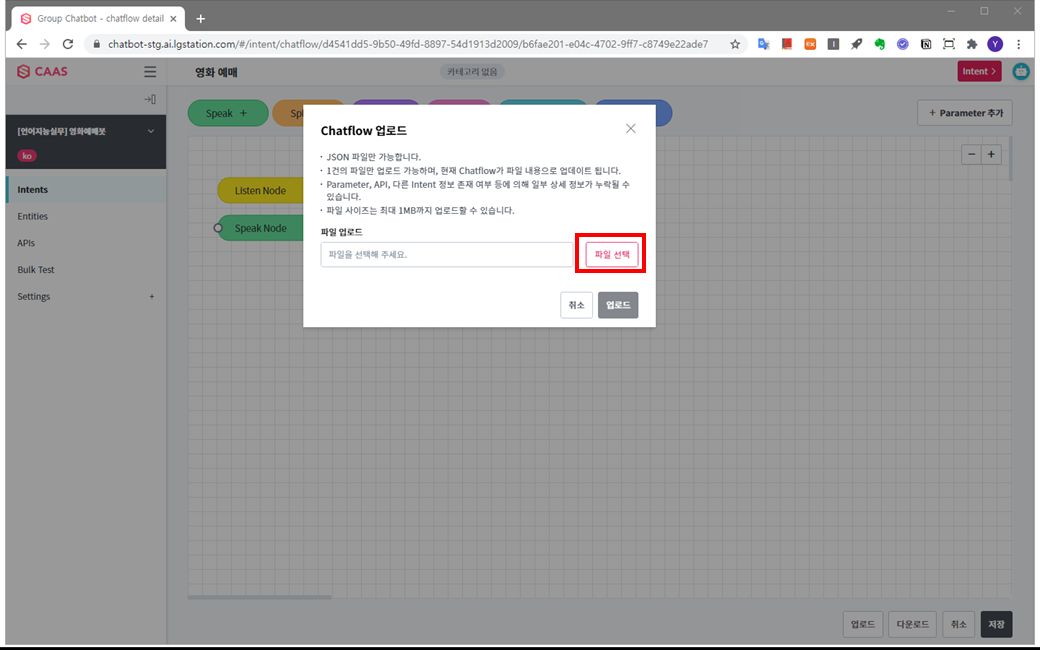 Group Chatbot - chatflow detail
chatbot-stg.ai.lgstation.com/#/intent/chatflow/d4541dd5-9b50-49fd-8897-54d1913d2009/b6fae201-e04c-4702-9ff7-c8749e22ade7
Y
CAAS
영화 예매
카테고리 없음
Intent >
[언어지능실무] 영화예매봇
ko
Intents
Entities
APIs
Bulk Test
Settings +
Speak +
+ Parameter 추가
Listen Node
Speak Node
Chatflow 업로드
· JSON 파일만 가능합니다.
· 1건의 파일만 업로드 가능하며, 현재 Chatflow가 파일 내용으로 업데이트 됩니다.
· Parameter, API, 다른 Intent 정보 존재 여부 등에 의해 일부 상세 정보가 누락될 수
있습니다.
· 파일 사이즈는 최대 1MB까지 업로드할 수 있습니다.
파일 업로드
파일을 선택해 주세요.
파일 선택
취소
업로드
업로드
다운로드
취소
저장